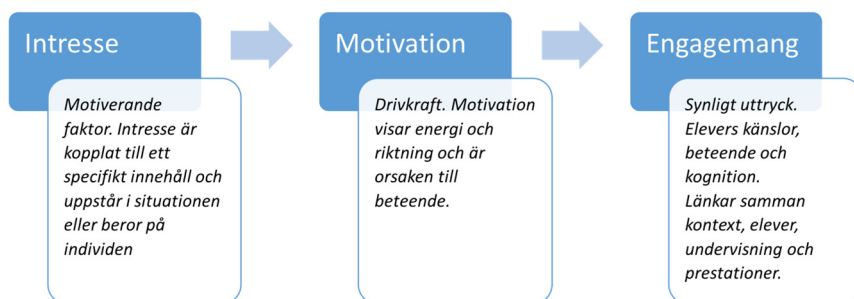 Intresse
Motiverande
faktor. Intresse är
kopplat till ett
specifikt innehåll och
uppstår i situationen
eller beror på
individen
Motivation
Drivkraft. Motivation
visar energi och
riktning och är
orsaken till
beteende.
Engagemang
Synligt uttryck.
Elevers känslor,
beteende och
kognition.
Länkar samman
kontext, elever,
undervisning och
prestationer.